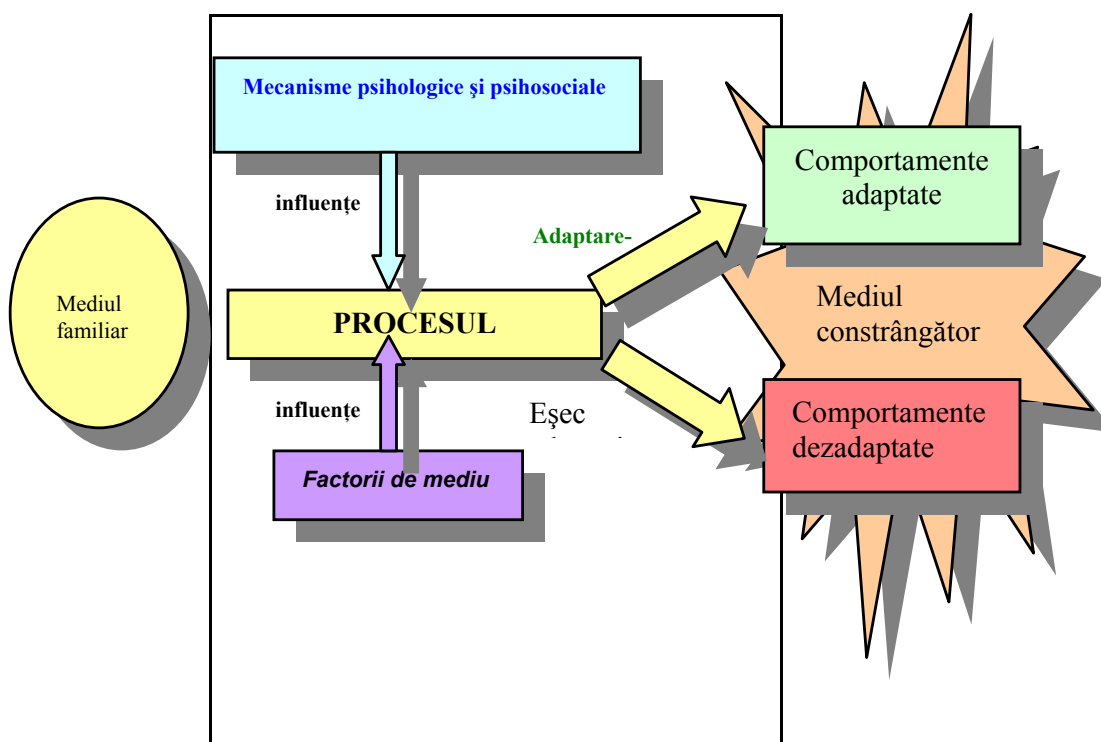 Mecanisme psihologice şi psihosociale
influențe
Adaptare-
Comportamente
adaptate
Mediul
familiar
PROCESUL
Mediul
constrângător
influențe
Eşec
Comportamente
dezadaptate
Factorii de mediu